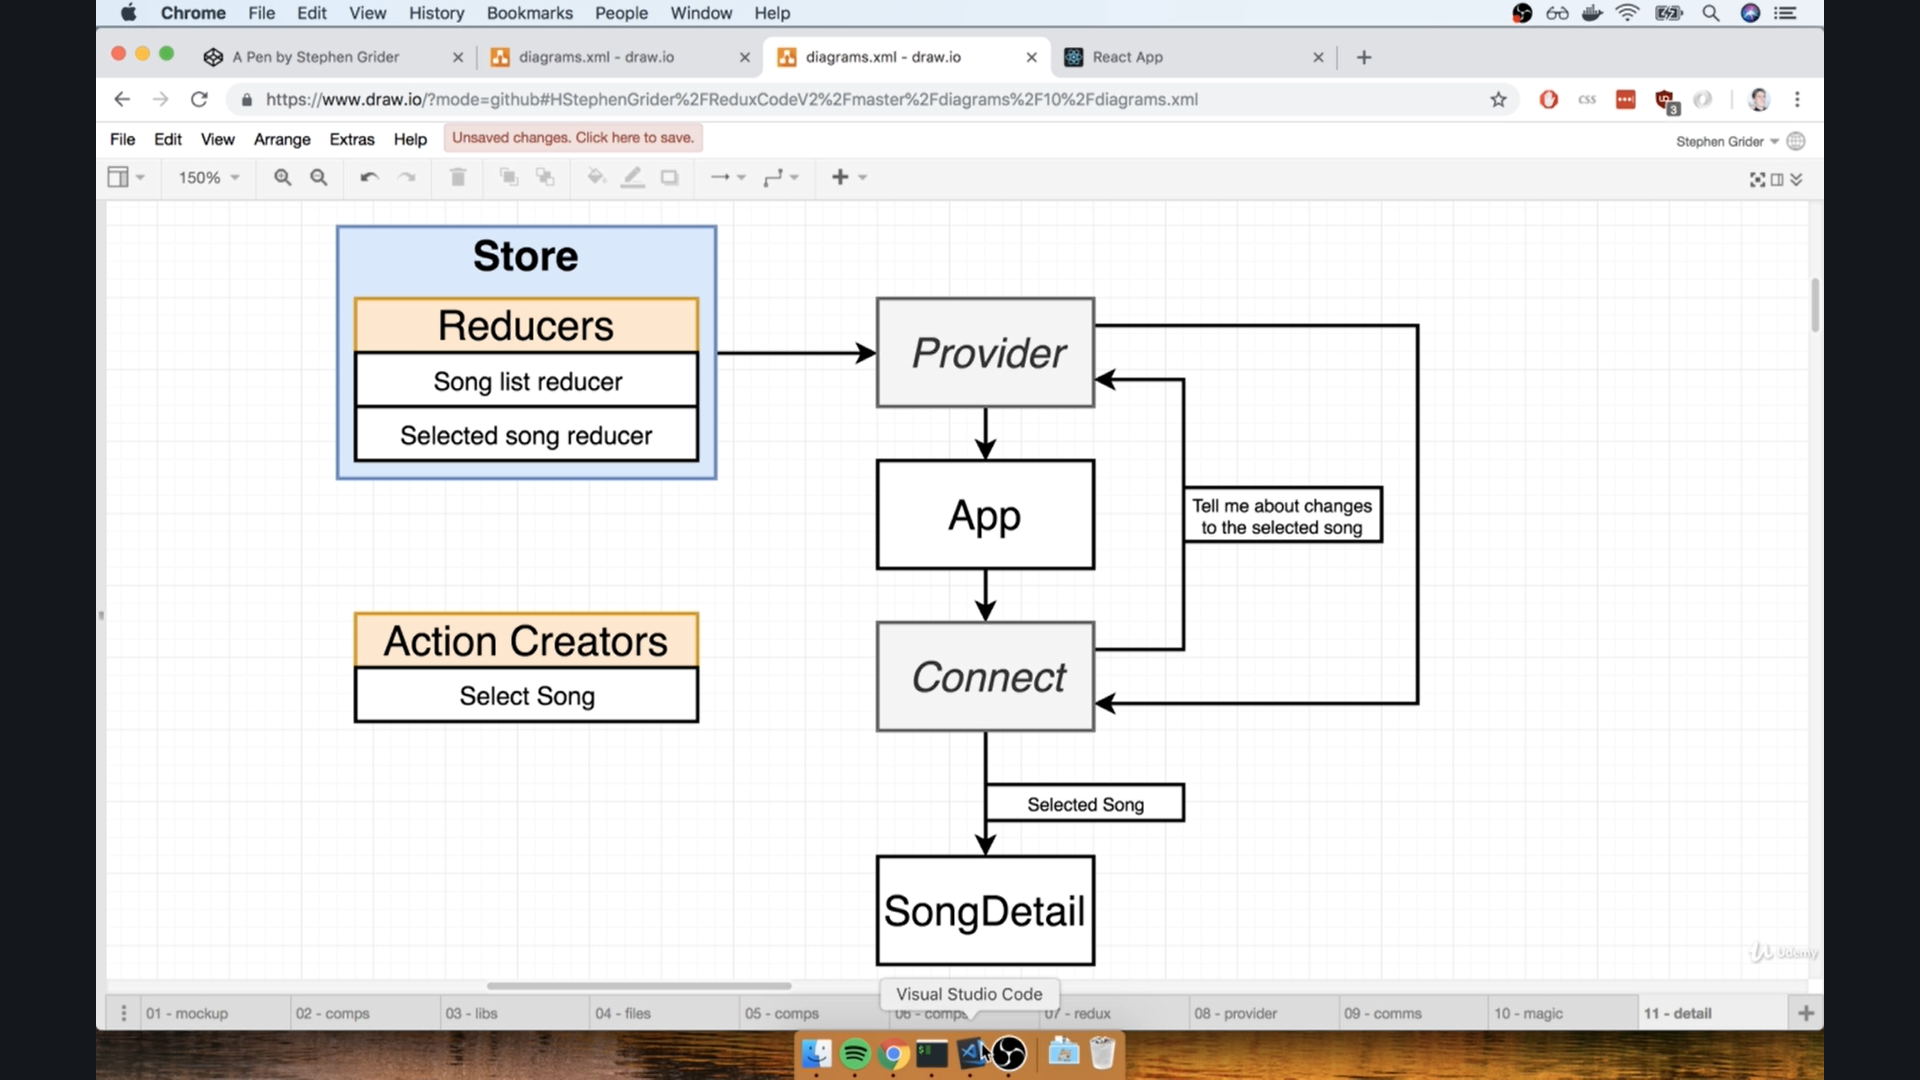 Chrome File Edit View History Bookmarks People Window Help
A Pen by Stephen Grider
diagrams.xml - draw.io
diagrams.xml - draw.io
React App
https://www.draw.io/?mode=github#HStephenGrider%2FReduxCodeV2%2Fmaster%2Fdiagrams%2F10%2Fdiagrams.xml
CSS
3
File Edit View Arrange Extras Help
Unsaved changes. Click here to save.
Stephen Grider
150%
Store
Reducers
Song list reducer
Selected song reducer
Provider
App
Tell me about changes
to the selected song
Action Creators
Select Song
Connect
Selected Song
SongDetail
Udemy
Visual Studio Code
01 - mockup
02 - comps
03 - libs
04 - files
05 - comps
06 - comps
07 - redux
08 - provider
09 - comms
10 - magic
11 - detail